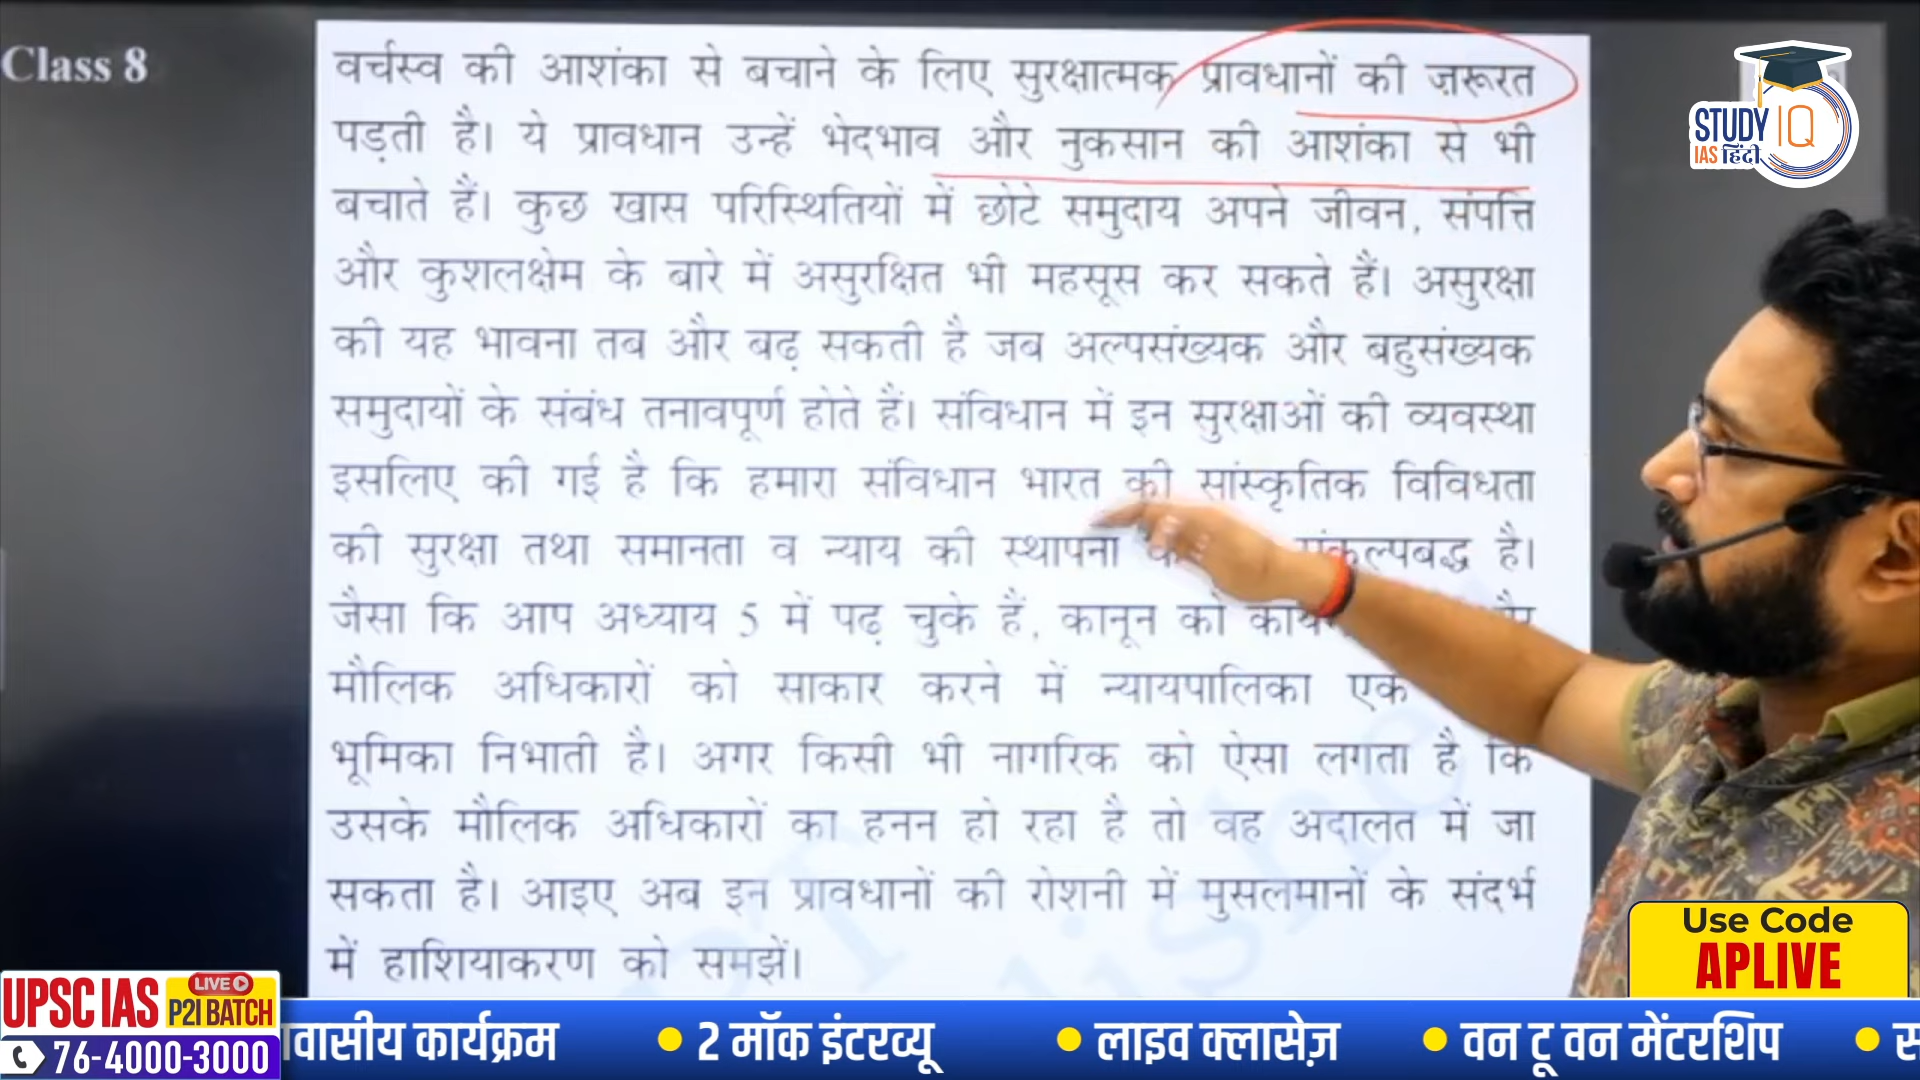 Class 8
वर्चस्व की आशंका से बचाने के लिए सुरक्षात्मक प्रावधानों की ज़रूरत
पड़ती है। ये प्रावधान उन्हें भेदभाव और नुकसान की आशंका से भी
बचाते हैं। कुछ खास परिस्थितियों में छोटे समुदाय अपने जीवन, संपत्ति
और कुशलक्षेम के बारे में असुरक्षित भी महसूस कर सकते हैं। असुरक्षा
की यह भावना तब और बढ़ सकती है जब अल्पसंख्यक और बहुसंख्यक
समुदायों के संबंध तनावपूर्ण होते हैं। संविधान में इन सुरक्षाओं की व्यवस्था
इसलिए की गई है कि हमारा संविधान भारत की सांस्कृतिक विविधता
की सुरक्षा तथा समानता व न्याय की स्थापना संकल्पबद्ध है।
जैसा कि आप अध्याय 5 में पढ़ चुके हैं, कानून को
मौलिक अधिकारों को साकार करने में न्यायपालिका एक
भूमिका निभाती है। अगर किसी भी नागरिक को ऐसा लगता है कि
उसके मौलिक अधिकारों का हनन हो रहा है तो वह अदालत में जा
सकता है। आइए अब इन प्रावधानों की रोशनी में मुसलमानों के संदर्भ
में हाशियाकरण को समझें।
STUDY IQ
IAS हिंदी
Use Code
APLIVE
UPSC IAS LIVE P2I BATCH
76-4000-3000
वासीय कार्यक्रम • 2 मॉक इंटरव्यू • लाइव क्लासेज़ • वन टू वन मेंटरशिप •